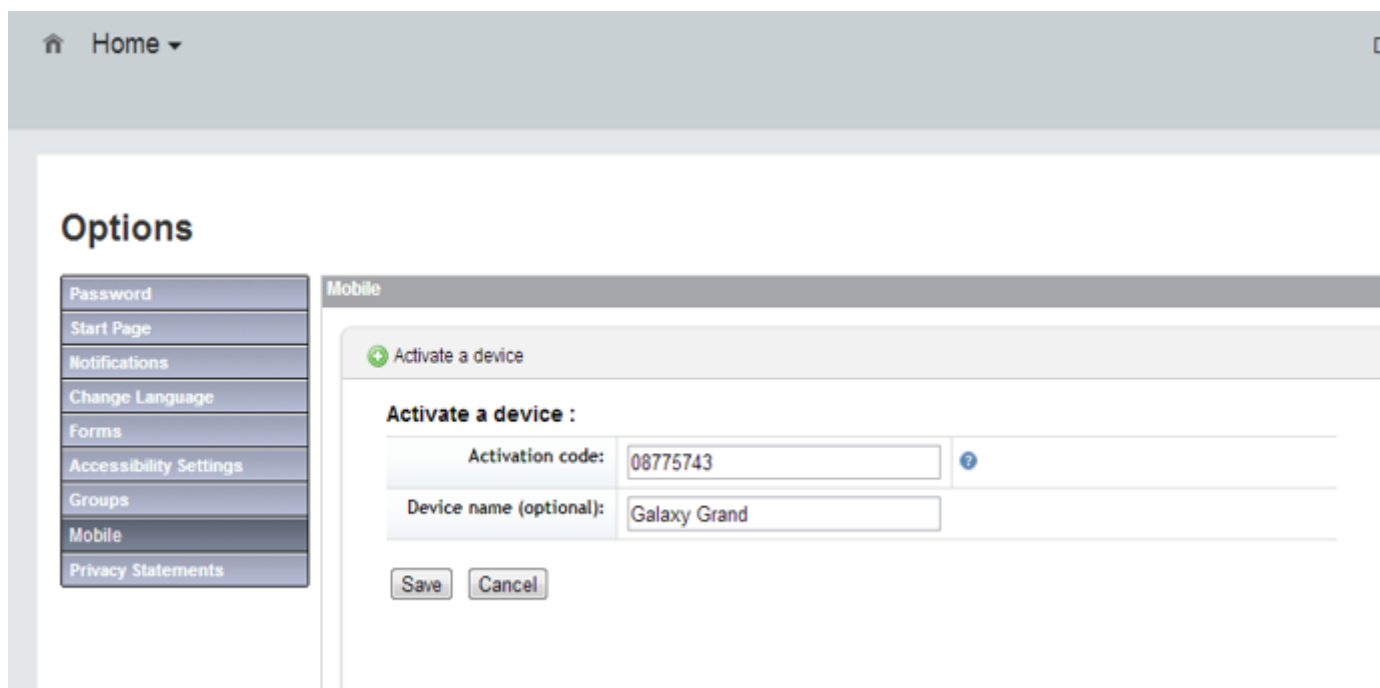 Home
Options
Password
Start Page
Notifications
Change Language
Forms
Accessibility Settings
Groups
Mobile
Privacy Statements
Mobile
Activate a device
Activate a device :
Activation code: 08775743
Device name (optional): Galaxy Grand
Save Cancel